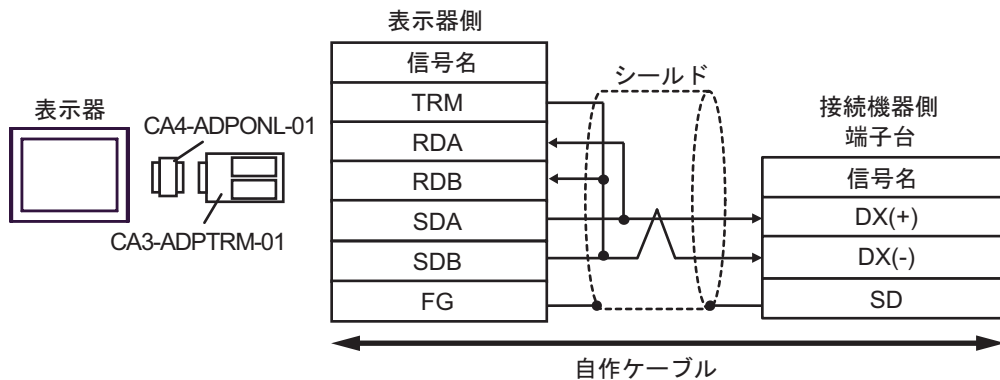 表示器
CA4-ADPONL-01
CA3-ADPTRM-01
表示器側
信号名
TRM
RDA
RDB
SDA
SDB
FG
シールド
接続機器側
端子台
信号名
DX(+)
DX(-)
SD
自作ケーブル